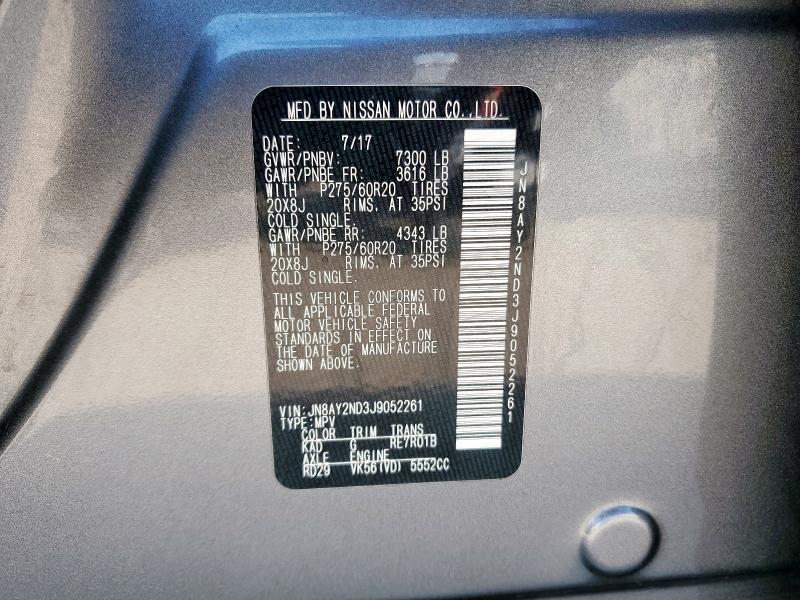 MFD BY NISSAN MOTOR CO.,LTD.
DATE: 7/17
GVWR/PNBV: 7300 LB
GAWR/PNBE FR: 3616 LB
WITH P275/60R20 TIRES
20X8J RIMS, AT 35PSI
COLD SINGLE.
GAWR/PNBE RR: 4343 LB
WITH P275/60R20 TIRES
20X8J RIMS, AT 35PSI
COLD SINGLE.
THIS VEHICLE CONFORMS TO
ALL APPLICABLE FEDERAL
MOTOR VEHICLE SAFETY
STANDARDS IN EFFECT ON
THE DATE OF MANUFACTURE
SHOWN ABOVE.
VIN:JN8AY2ND3J9052261
TYPE:MPV
COLOR TRIM TRANS
KAD G RE7R01B
AXLE ENGINE
RD29 VK56(VD) 5552CC
JN8AY2ND3J9052261